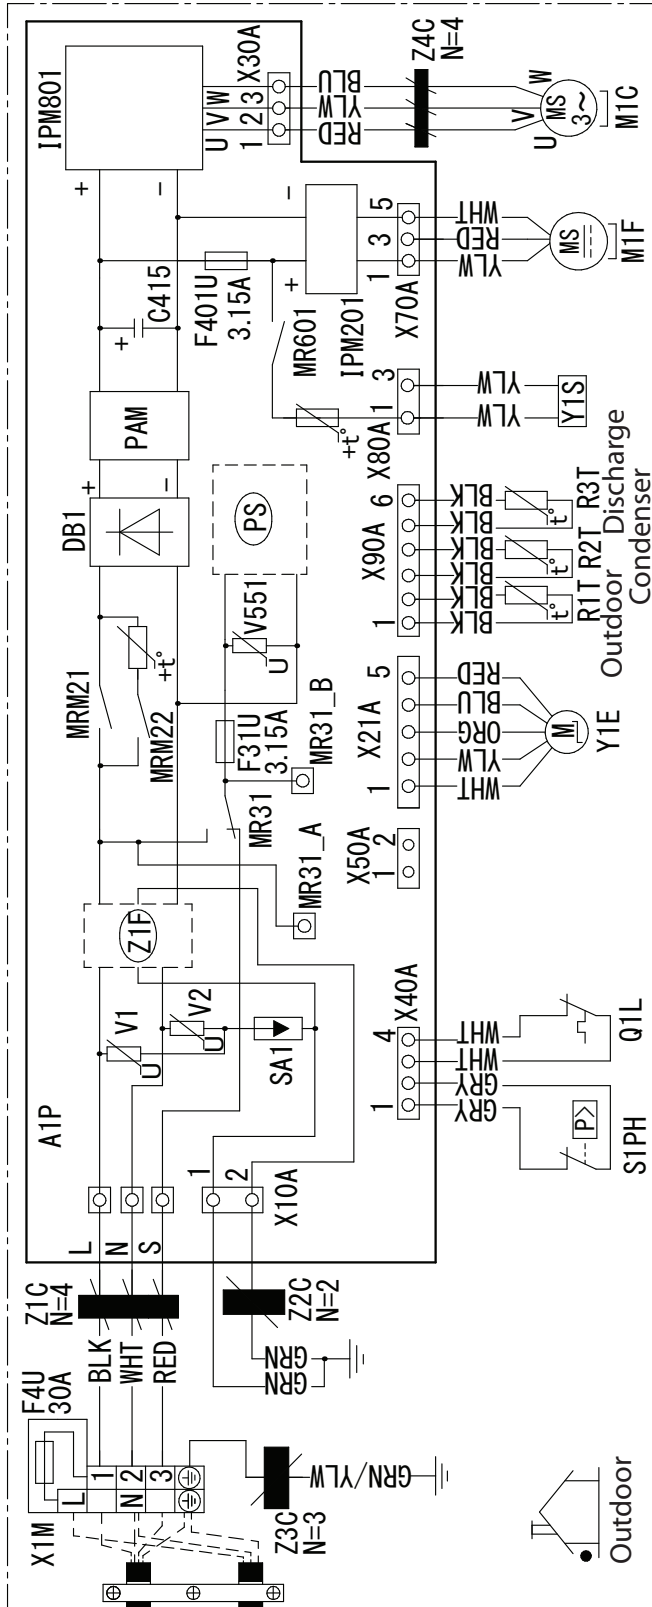 IPM801
X30A
U V W
1 2 3
RED
YLW
BLU
Z4C
N=4
U
V
W
MS
3~
M1C
+
-
+
C415
F401U
3.15A
MR601
+
-
IPM201
+t°
1 3 5
X70A
YLW
RED
WHT
MS
M1F
PAM
1 3
X80A
YLW
YLW
Y1S
DB1
+
-
PS
V551
U
1 6
X90A
BLK
BLK
BLK
BLK
BLK
BLK
t°
t°
t°
R1T R2T R3T
Outdoor Discharge
Condenser
MRM21
MRM22
+t°
F31U
3.15A
MR31_B
MR31
MR31_A
1 5
X21A
WHT
YLW
ORG
BLU
RED
M
Y1E
X50A
1 2
Z1F
V1
U
V2
U
SA1
A1P
1 4
X40A
GRY
GRY
WHT
WHT
P>
S1PH
Q1L
L
N
S
1
2
X10A
Z1C
N=4
BLK
WHT
RED
Z2C
N=2
GRN
GRN
F4U
30A
X1M
L
N
1
2
3
Z3C
N=3
GRN/YLW
Outdoor